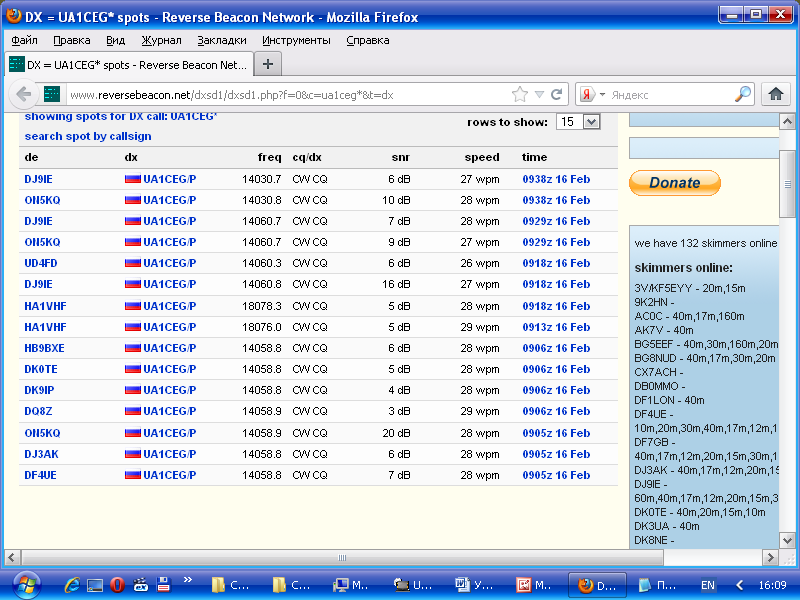 DX = UA1CEG* spots - Reverse Beacon Network - Mozilla Firefox
Файл Правка Вид Журнал Закладки Инструменты Справка
DX = UA1CEG* spots - Reverse Beacon Net...
www.reversebeacon.net/dxsd1/dxsd1.php?f=0&c=ua1ceg*&t=dx
Яндекс
showing spots for DX call: UA1CEG*
rows to show: 15
search spot by callsign
de dx freq cq/dx snr speed time
DJ9IE UA1CEG/P 14030.7 CW CQ 6 dB 27 wpm 0938z 16 Feb
ON5KQ UA1CEG/P 14030.8 CW CQ 10 dB 28 wpm 0938z 16 Feb
DJ9IE UA1CEG/P 14060.7 CW CQ 7 dB 28 wpm 0929z 16 Feb
ON5KQ UA1CEG/P 14060.7 CW CQ 9 dB 27 wpm 0929z 16 Feb
UD4FD UA1CEG/P 14060.3 CW CQ 6 dB 26 wpm 0918z 16 Feb
DJ9IE UA1CEG/P 14060.8 CW CQ 16 dB 27 wpm 0918z 16 Feb
HA1VHF UA1CEG/P 18078.3 CW CQ 5 dB 28 wpm 0918z 16 Feb
HA1VHF UA1CEG/P 18076.0 CW CQ 5 dB 29 wpm 0913z 16 Feb
HB9BXE UA1CEG/P 14058.8 CW CQ 6 dB 28 wpm 0906z 16 Feb
DK0TE UA1CEG/P 14058.8 CW CQ 5 dB 28 wpm 0906z 16 Feb
DK9IP UA1CEG/P 14058.8 CW CQ 4 dB 28 wpm 0906z 16 Feb
DQ8Z UA1CEG/P 14058.9 CW CQ 3 dB 29 wpm 0906z 16 Feb
ON5KQ UA1CEG/P 14058.9 CW CQ 20 dB 28 wpm 0905z 16 Feb
DJ3AK UA1CEG/P 14058.8 CW CQ 6 dB 28 wpm 0905z 16 Feb
DF4UE UA1CEG/P 14058.8 CW CQ 7 dB 28 wpm 0905z 16 Feb
Donate
we have 132 skimmers online
skimmers online:
3V/KF5EYY - 20m,15m
9K2HN -
AC0C - 40m,17m,160m
AK7V - 40m
BG5EEF - 40m,30m,160m,20m
BG8NUD - 40m,17m,30m,20m
CX7ACH -
DB0MMO -
DF1LON - 40m
DF4UE -
10m,20m,30m,40m,17m,12m,1
DF7GB -
40m,17m,12m,20m,15m,30m,1
DJ3AK - 40m,17m,12m,20m,15
DJ9IE -
60m,40m,17m,12m,20m,15m,3
DK0TE - 40m,20m,15m,10m
DK3UA - 40m
DK8NE -
C... C... M... U... У... M... D... П... EN 16:09